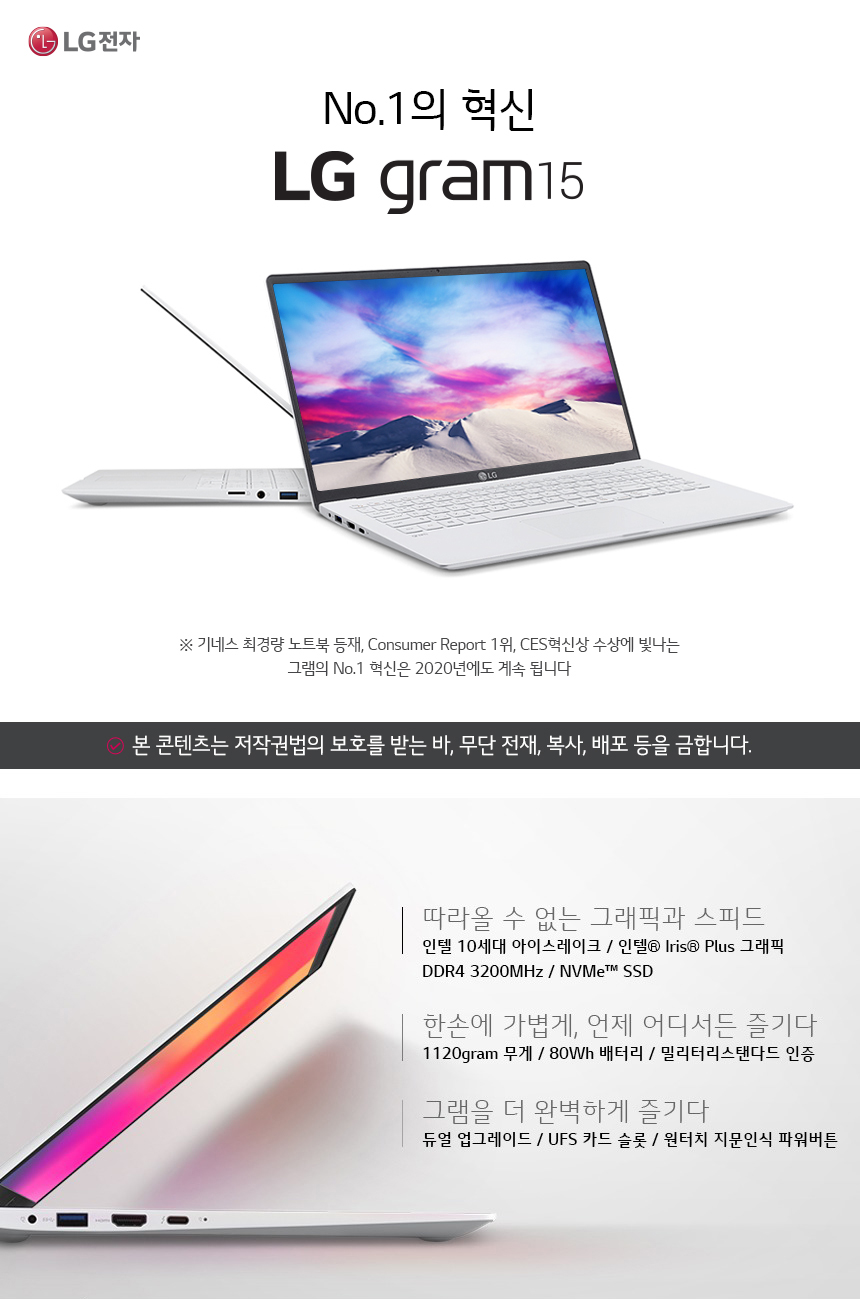 LG전자
No.1의 혁신
LG gram15
LG
※ 기네스 최경량 노트북 등재, Consumer Report 1위, CES혁신상 수상에 빛나는
그램의 No.1 혁신은 2020년에도 계속 됩니다
본 콘텐츠는 저작권법의 보호를 받는 바, 무단 전재, 복사, 배포 등을 금합니다.
따라올 수 없는 그래픽과 스피드
인텔 10세대 아이스레이크 / 인텔® Iris® Plus 그래픽
DDR4 3200MHz / NVMe™ SSD
한손에 가볍게, 언제 어디서든 즐기다
1120gram 무게 / 80Wh 배터리 / 밀리터리스탠다드 인증
그램을 더 완벽하게 즐기다
듀얼 업그레이드 / UFS 카드 슬롯 / 원터치 지문인식 파워버튼
HDMI